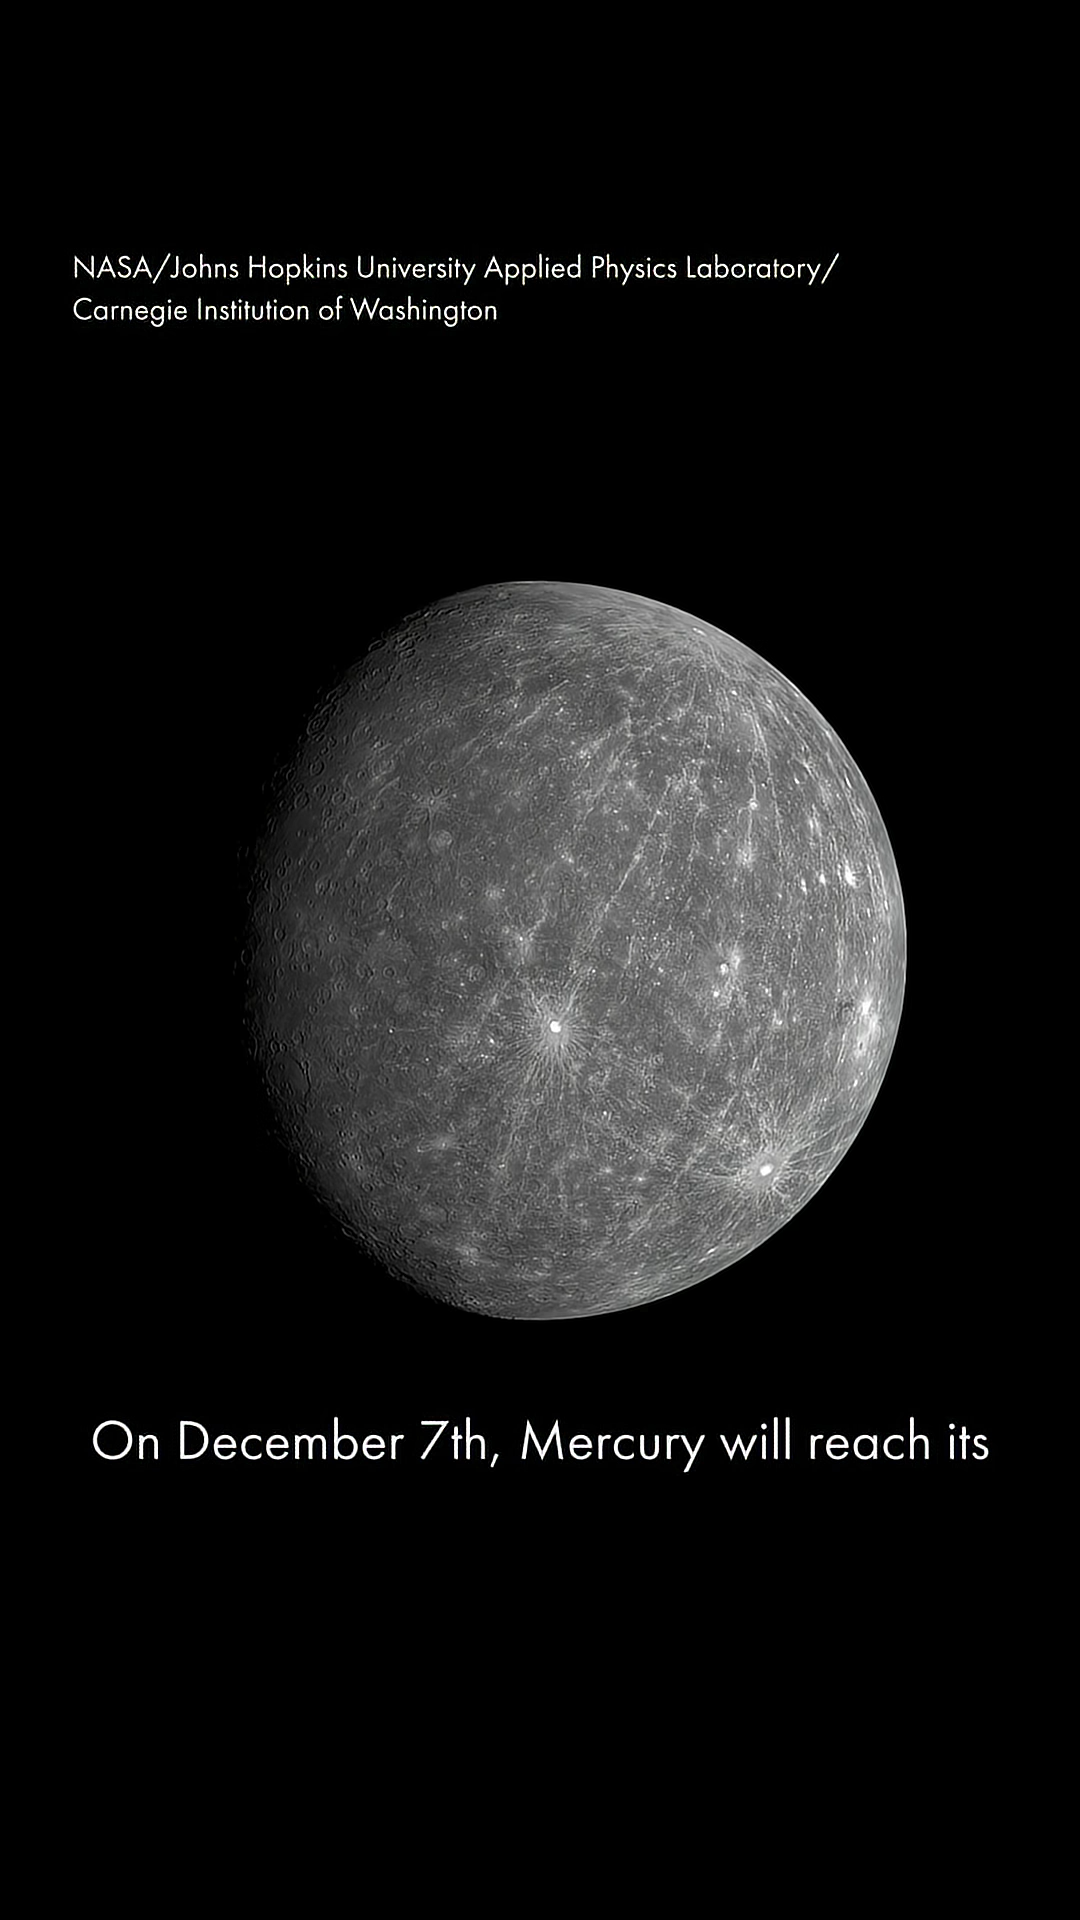 NASA/Johns Hopkins University Applied Physics Laboratory/
Carnegie Institution of Washington
On December 7th, Mercury will reach its